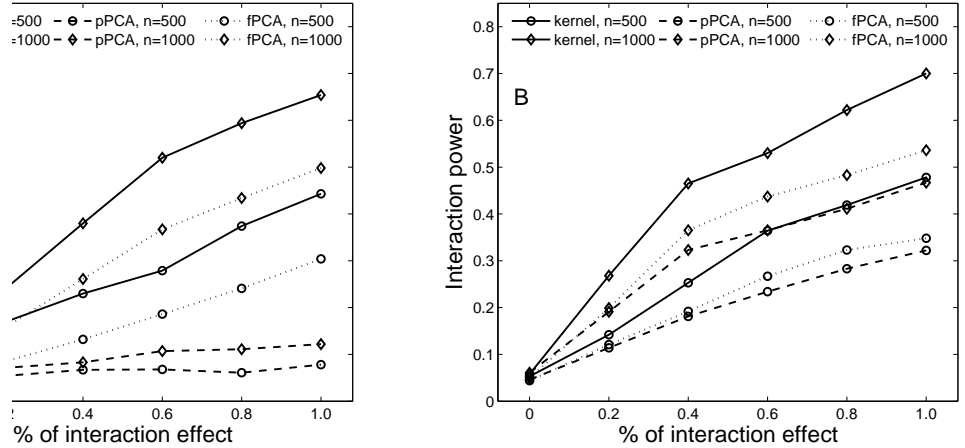 =500 pPCA, n=500 fPCA, n=500
=1000 pPCA, n=1000 fPCA, n=1000
0.4 0.6 0.8 1.0
% of interaction effect
kernel, n=500 pPCA, n=500 fPCA, n=500
kernel, n=1000 pPCA, n=1000 fPCA, n=1000
B
Interaction power
0.8
0.7
0.6
0.5
0.4
0.3
0.2
0.1
0
0 0.2 0.4 0.6 0.8 1.0
% of interaction effect